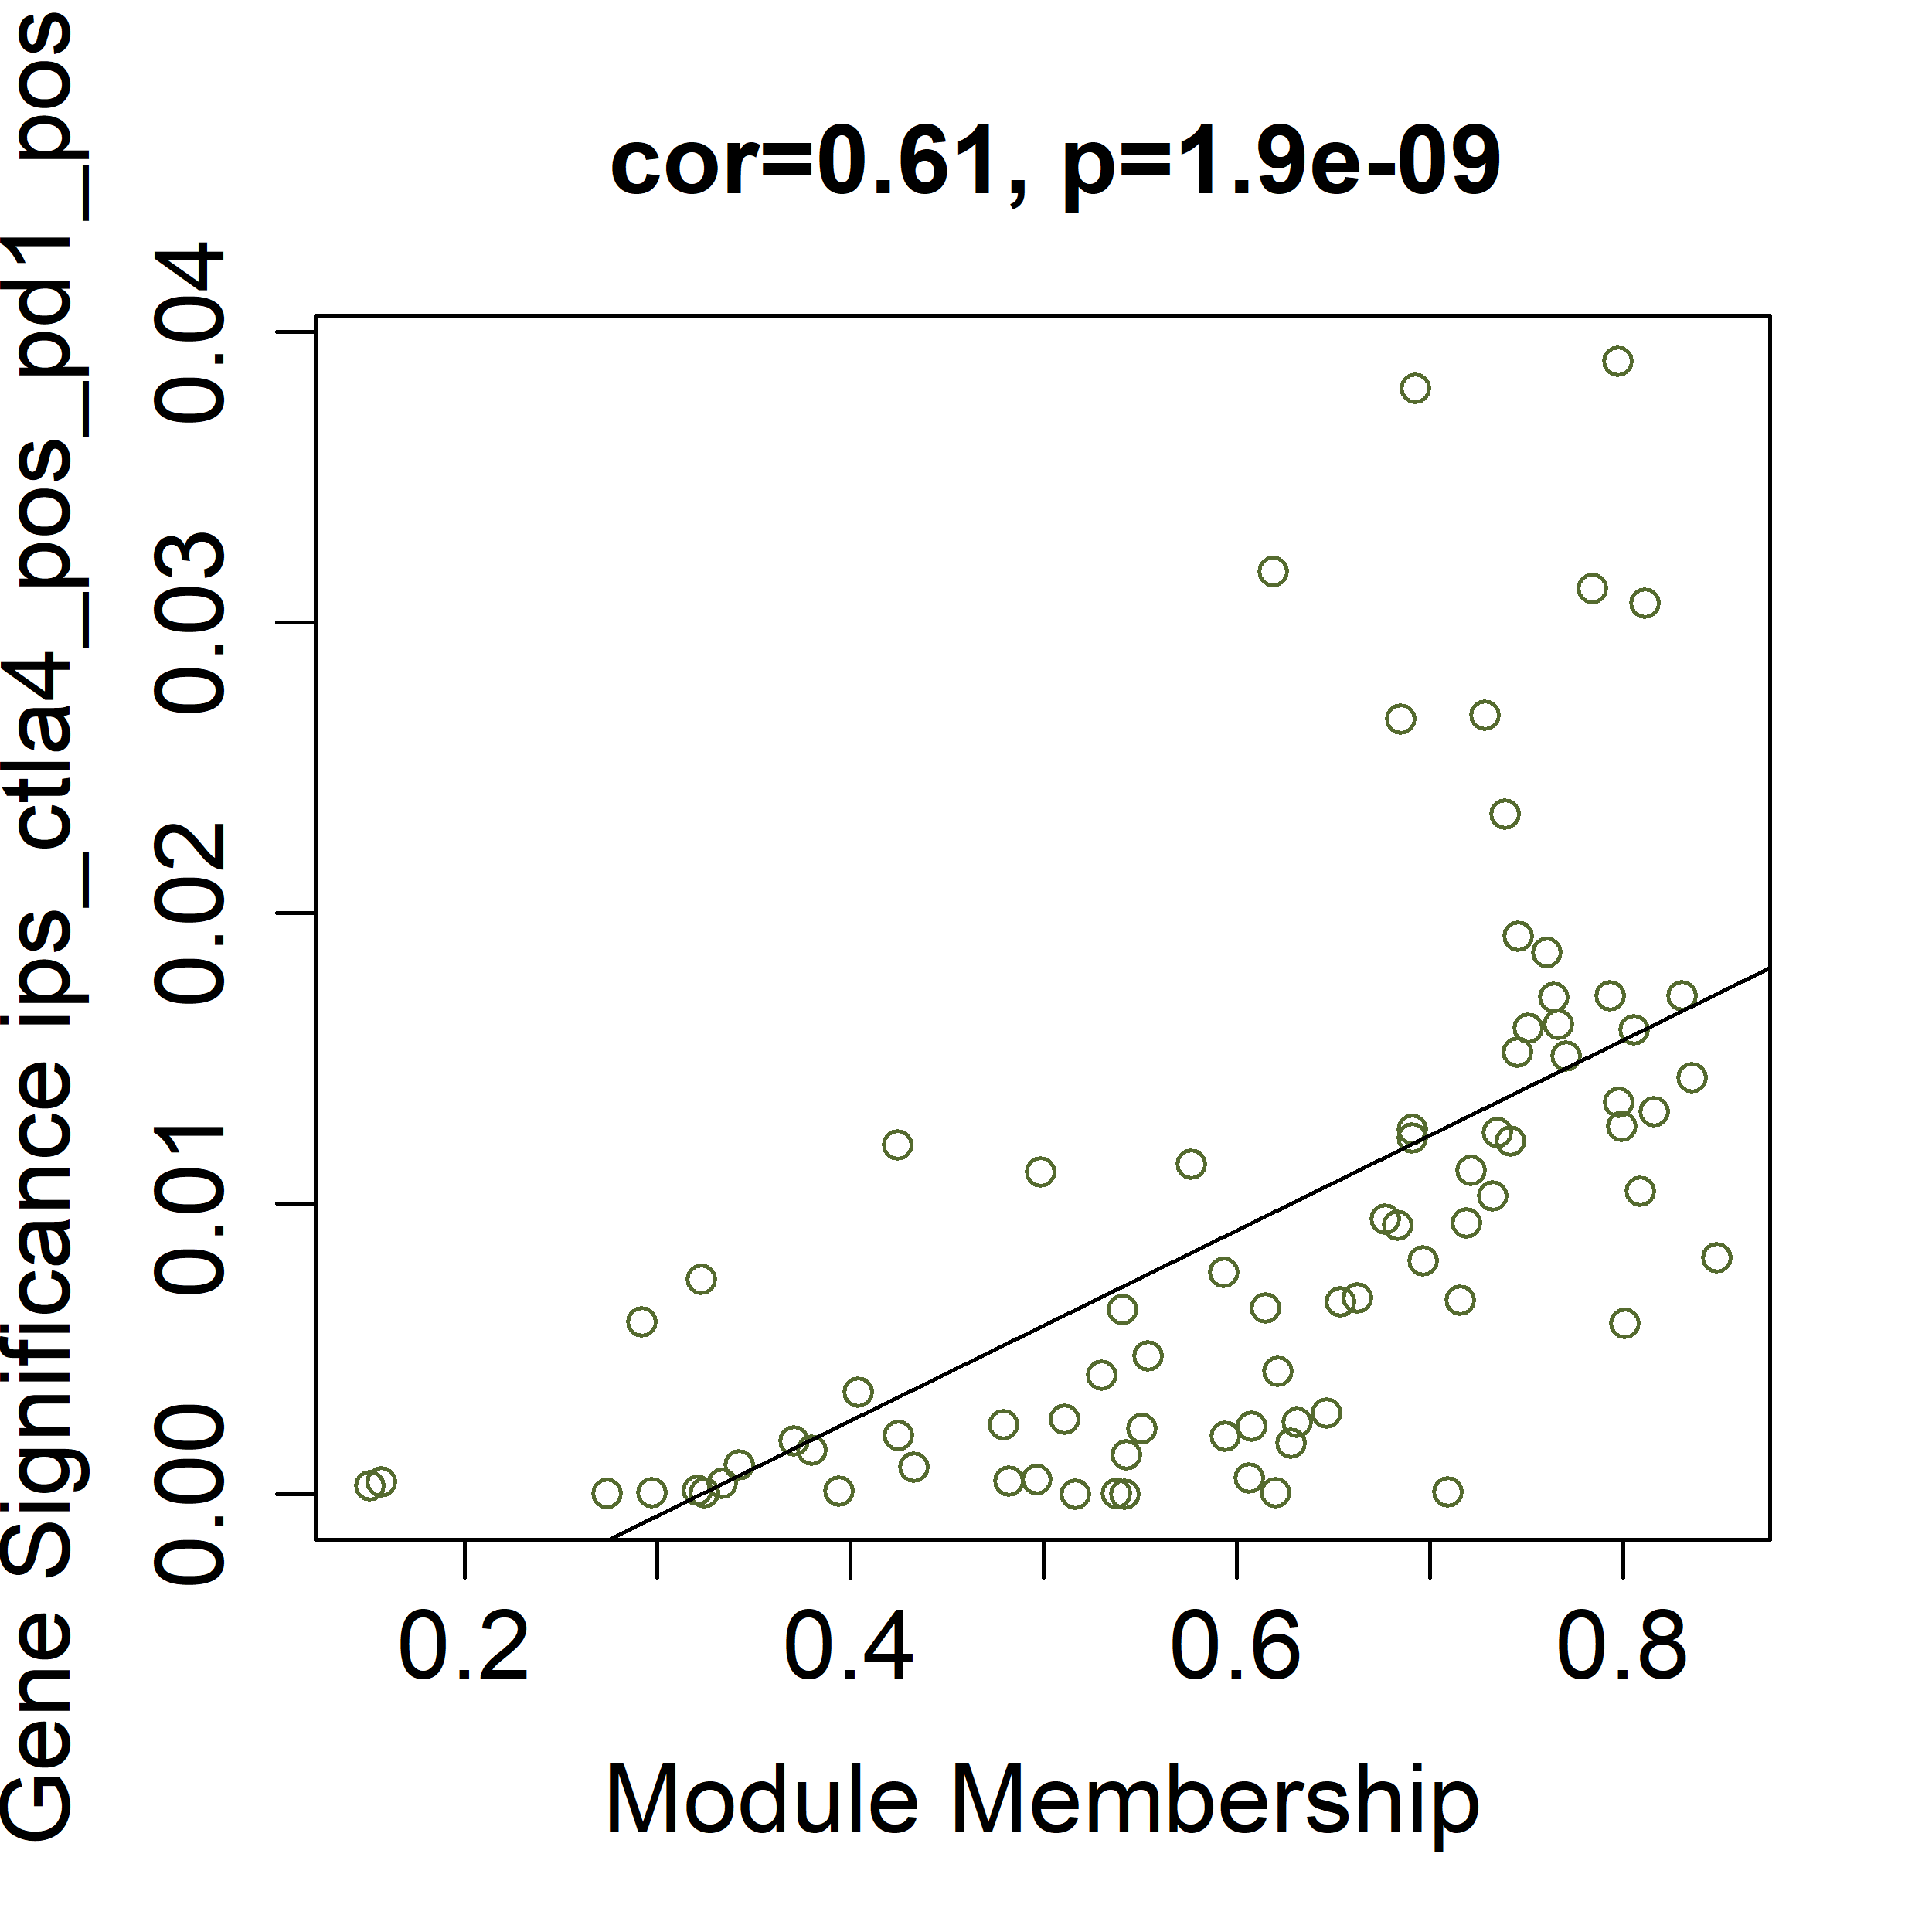 cor=0.61, p=1.9e-09
Gene Significance ips_ctla4_pos_pd1_pos
0.04
0.03
0.02
0.01
0.00
0.2 0.4 0.6 0.8
Module Membership